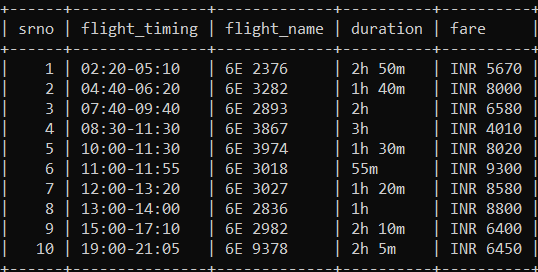 +------+---------------+-------------+----------+----------+
| srno | flight_timing | flight_name | duration | fare     |
+------+---------------+-------------+----------+----------+
|    1 | 02:20-05:10   | 6E 2376     | 2h 50m   | INR 5670 |
|    2 | 04:40-06:20   | 6E 3282     | 1h 40m   | INR 8000 |
|    3 | 07:40-09:40   | 6E 2893     | 2h       | INR 6580 |
|    4 | 08:30-11:30   | 6E 3867     | 3h       | INR 4010 |
|    5 | 10:00-11:30   | 6E 3974     | 1h 30m   | INR 8020 |
|    6 | 11:00-11:55   | 6E 3018     | 55m      | INR 9300 |
|    7 | 12:00-13:20   | 6E 3027     | 1h 20m   | INR 8580 |
|    8 | 13:00-14:00   | 6E 2836     | 1h       | INR 8800 |
|    9 | 15:00-17:10   | 6E 2982     | 2h 10m   | INR 6400 |
|   10 | 19:00-21:05   | 6E 9378     | 2h 5m    | INR 6450 |
+------+---------------+-------------+----------+----------+